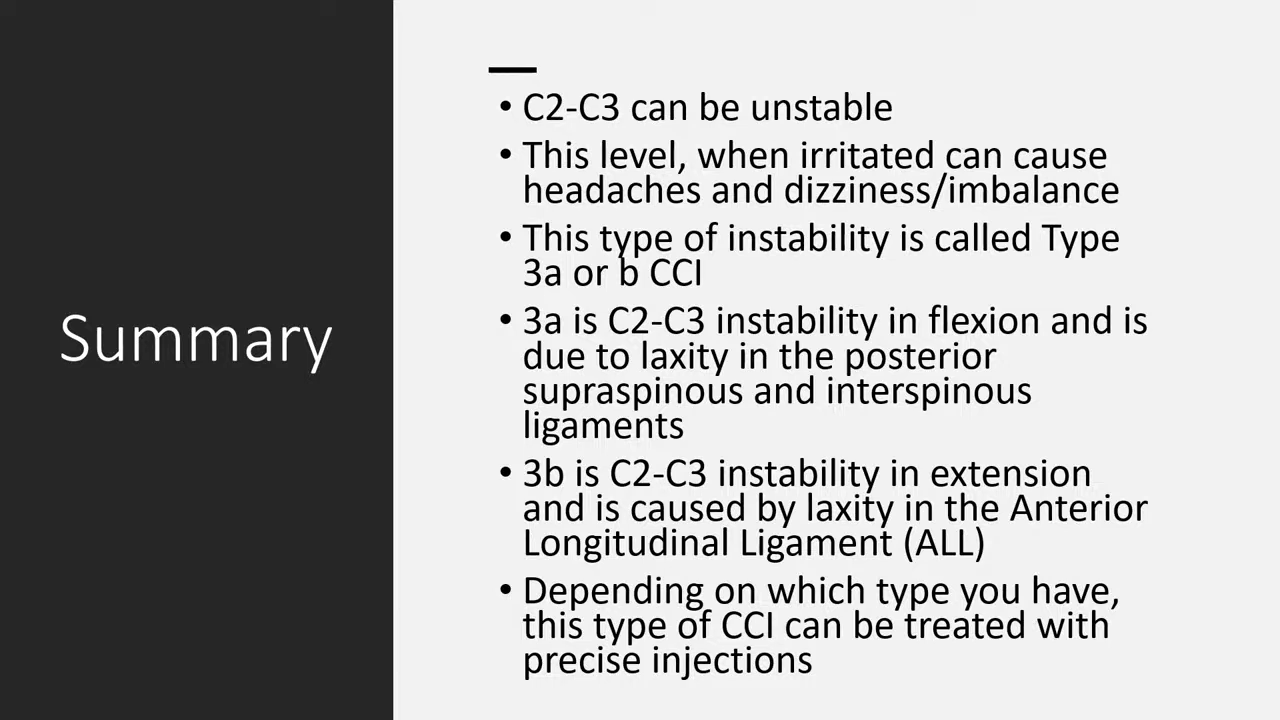 Summary
• C2-C3 can be unstable
• This level, when irritated can cause
headaches and dizziness/imbalance
• This type of instability is called Type
3a or b CCI
• 3a is C2-C3 instability in flexion and is
due to laxity in the posterior
supraspinous and interspinous
ligaments
• 3b is C2-C3 instability in extension
and is caused by laxity in the Anterior
Longitudinal Ligament (ALL)
• Depending on which type you have,
this type of CCI can be treated with
precise injections